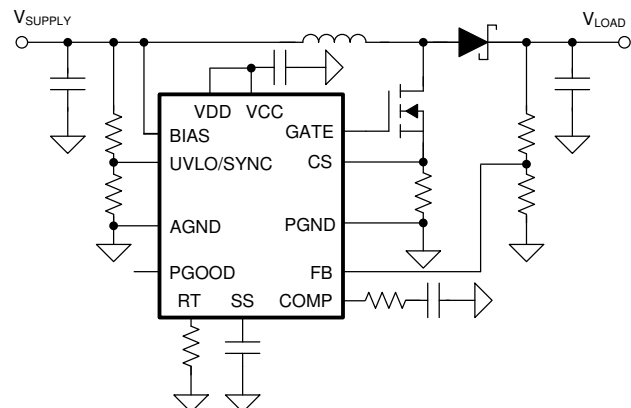 VSUPPLY
VLOAD
VDD VCC
BIAS
GATE
UVLO/SYNC
CS
AGND
PGND
PGOOD
FB
RT SS COMP